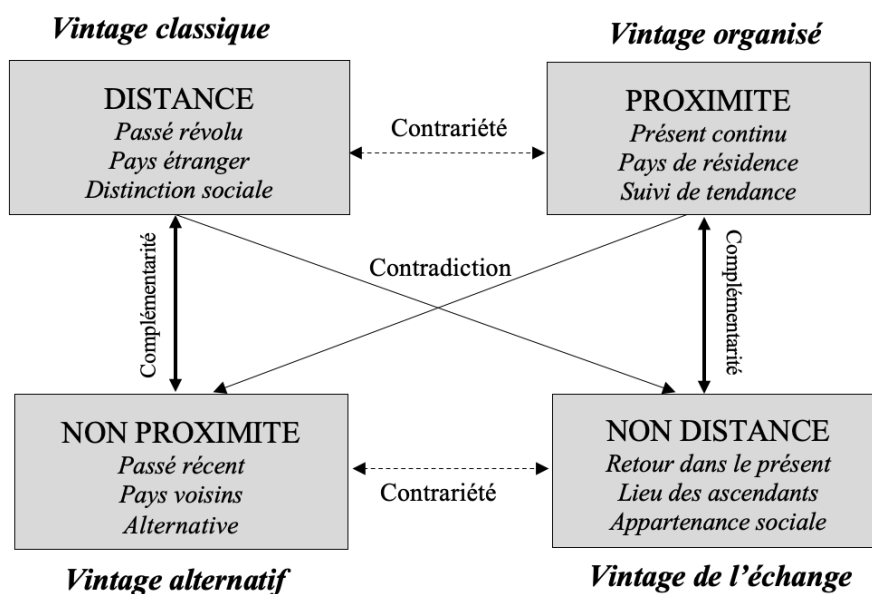 Vintage classique
Vintage organisé
DISTANCE
Passé révolu
Pays étranger
Distinction sociale
Contrariété
PROXIMITE
Présent continu
Pays de résidence
Suivi de tendance
Complémentarité
Contradiction
Complémentarité
NON PROXIMITE
Passé récent
Pays voisins
Alternative
Contrariété
NON DISTANCE
Retour dans le présent
Lieu des ascendants
Appartenance sociale
Vintage alternatif
Vintage de l’échange